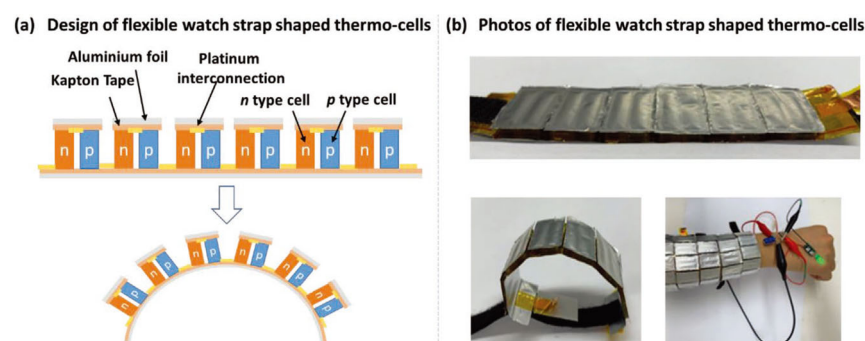 (a) Design of flexible watch strap shaped thermo-cells
Aluminium foil
Kapton Tape
Platinum
interconnection
n type cell
p type cell
n p n p n p n p n p n p
n p n p n p n p n p n p
(b) Photos of flexible watch strap shaped thermo-cells